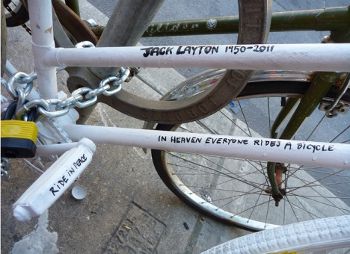 JACK LAYTON 1950-2011
IN HEAVEN EVERYONE RIDES A BICYCLE
RIDE IN PEACE